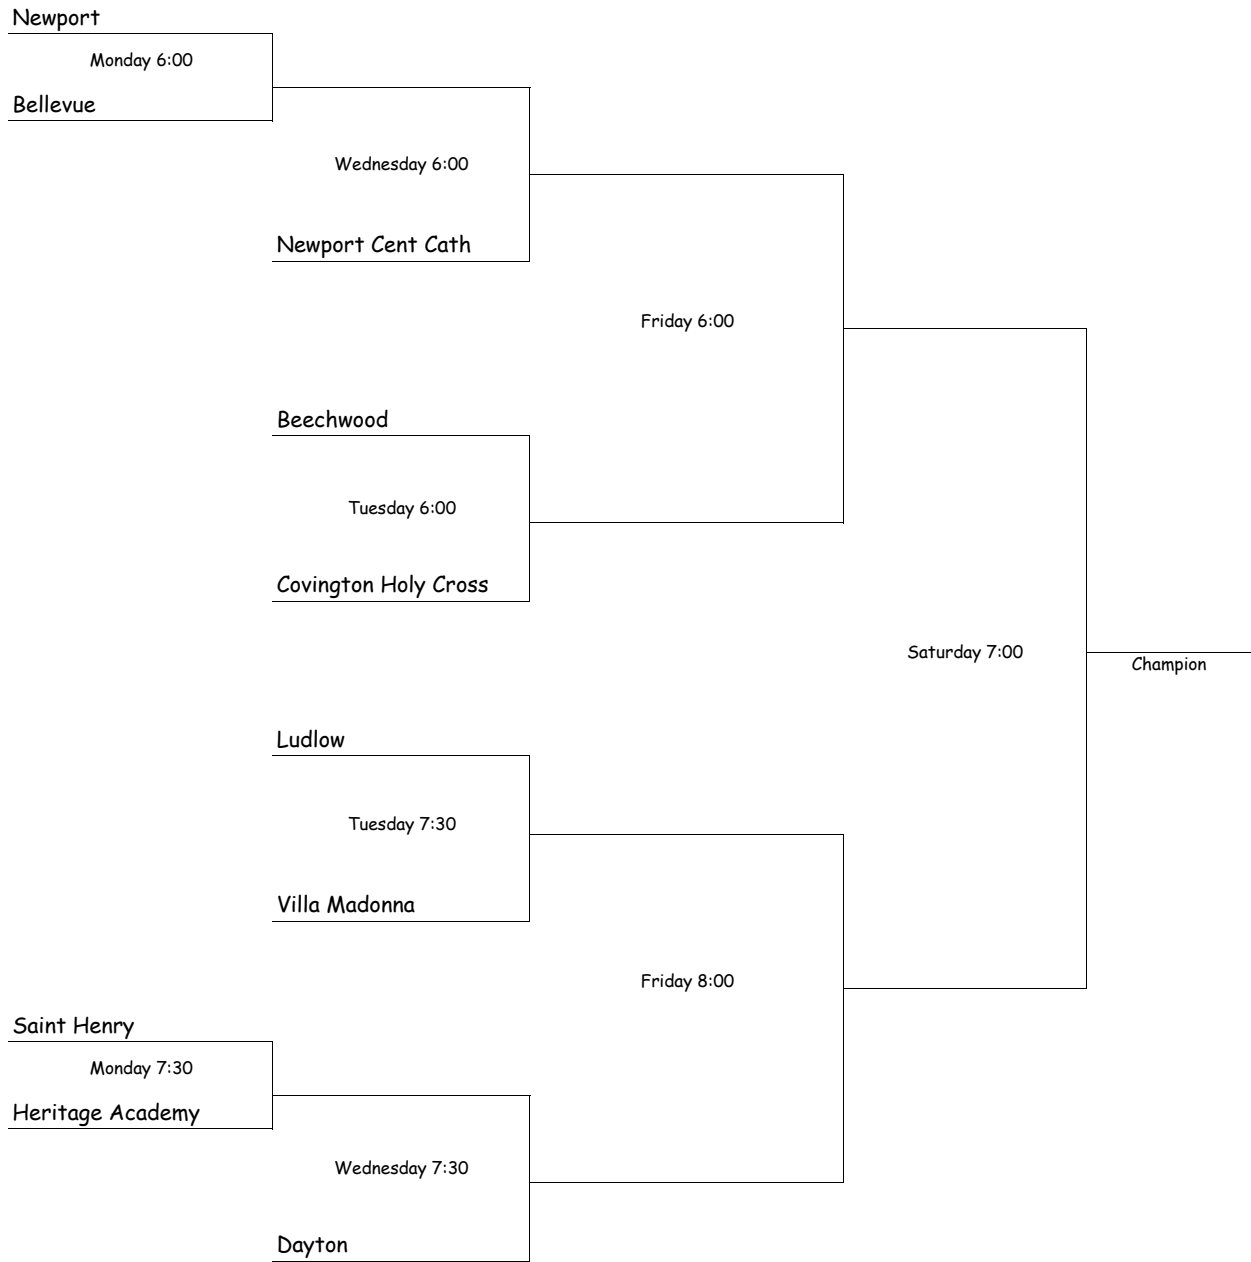 Newport
Monday 6:00
Bellevue
Wednesday 6:00
Newport Cent Cath
Friday 6:00
Beechwood
Tuesday 6:00
Covington Holy Cross
Saturday 7:00
Champion
Ludlow
Tuesday 7:30
Villa Madonna
Friday 8:00
Saint Henry
Monday 7:30
Heritage Academy
Wednesday 7:30
Dayton